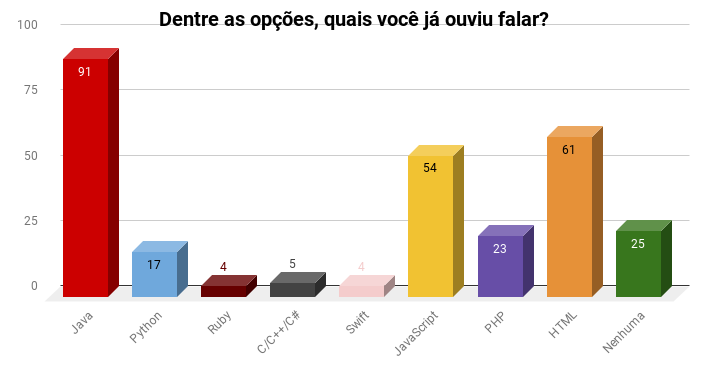 Dentre as opções, quais você já ouviu falar?
100
75
50
25
0
91
17
4
5
4
54
23
61
25
Java
Python
Ruby
C/C++/C#
Swift
JavaScript
PHP
HTML
Nenhuma